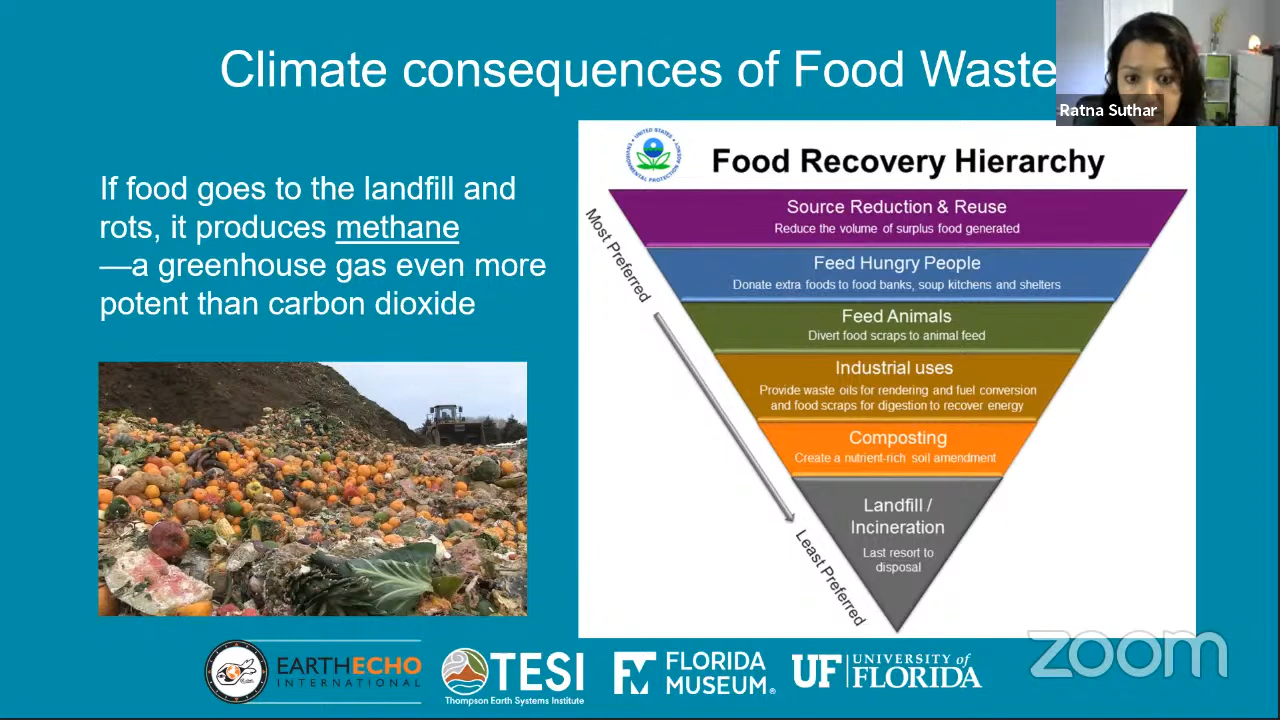 Climate consequences of Food Waste
Ratna Suthar
If food goes to the landfill and
rots, it produces methane
—a greenhouse gas even more
potent than carbon dioxide
UNITED STATES
ENVIRONMENTAL PROTECTION AGENCY
Food Recovery Hierarchy
Most Preferred
Source Reduction & Reuse
Reduce the volume of surplus food generated
Feed Hungry People
Donate extra foods to food banks, soup kitchens and shelters
Feed Animals
Divert food scraps to animal feed
Industrial uses
Provide waste oils for rendering and fuel conversion
and food scraps for digestion to recover energy
Composting
Create a nutrient-rich soil amendment
Landfill /
Incineration
Last resort to
disposal
Least Preferred
zoom
EARTHECHO
INTERNATIONAL
TESI
Thompson Earth Systems Institute
FLORIDA
MUSEUM®
UF
UNIVERSITY of
FLORIDA